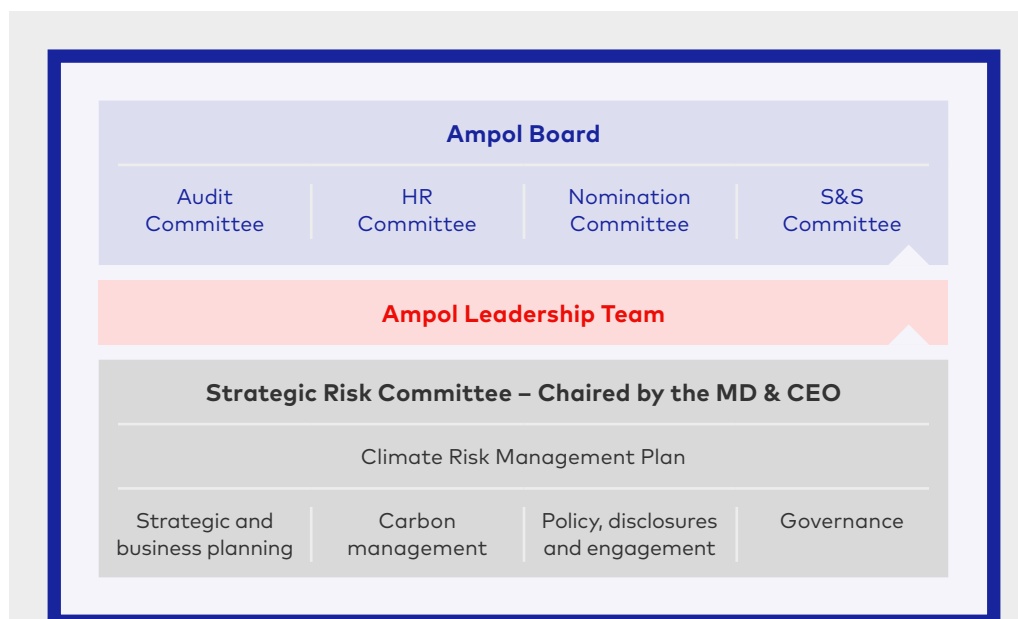 Ampol Board
Audit
Committee
HR
Committee
Nomination
Committee
S&S
Committee
Ampol Leadership Team
Strategic Risk Committee – Chaired by the MD & CEO
Climate Risk Management Plan
Strategic and
business planning
Carbon
management
Policy, disclosures
and engagement
Governance